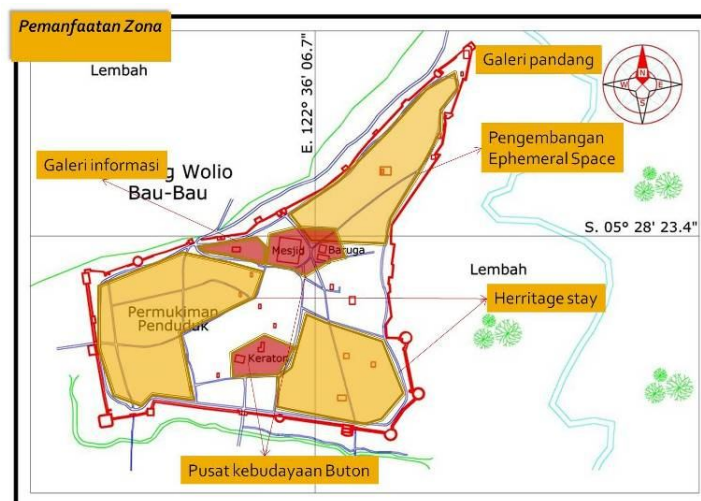 Pemanfaatan Zona
Lembah
E. 122° 36' 06.7"
Galeri pandang
N
W
E
S
Pengembangan
Ephemeral Space
Galeri informasi
g Wolio
Bau-Bau
S. 05° 28' 23.4"
Mesjid
Baruga
Lembah
Permukiman
Penduduk
Herritage stay
Keraton
Pusat kebudayaan Buton